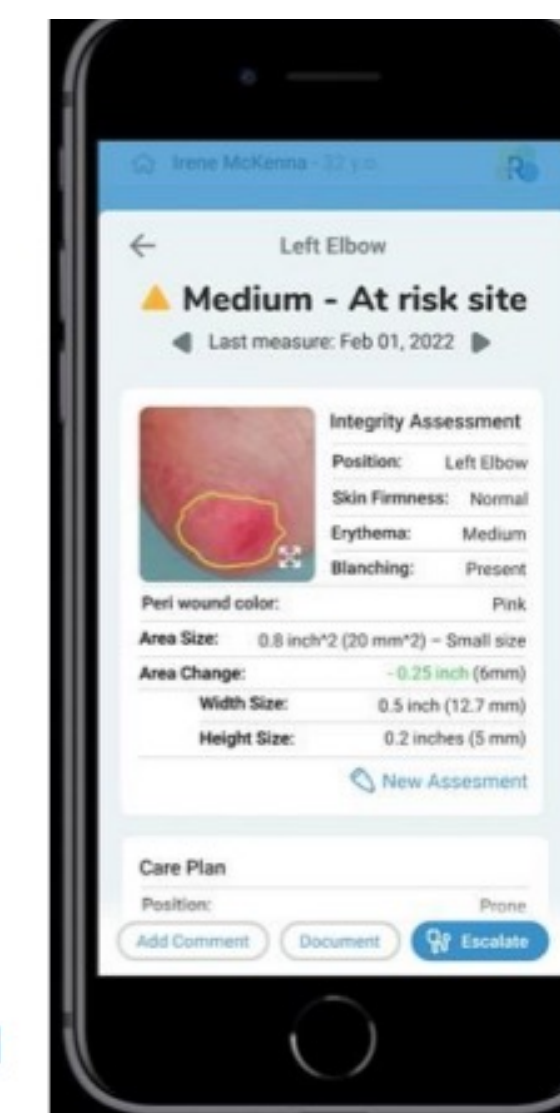 Irene McKenna - 32 y.o.
R
Left Elbow
Medium - At risk site
Last measure: Feb 01, 2022
Integrity Assessment
Position: Left Elbow
Skin Firmness: Normal
Erythema: Medium
Blanching: Present
Peri wound color: Pink
Area Size: 0.8 inch^2 (20 mm^2) – Small size
Area Change: - 0.25 inch (6mm)
Width Size: 0.5 inch (12.7 mm)
Height Size: 0.2 inches (5 mm)
New Assesment
Care Plan
Position: Prone
Add Comment Document Escalate